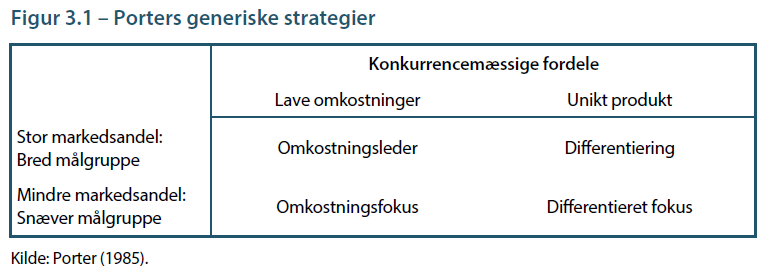 Figur 3.1 – Porters generiske strategier
Konkurrencemæssige fordele
Lave omkostninger Unikt produkt
Stor markedsandel:
Bred målgruppe
Omkostningsleder Differentiering
Mindre markedsandel:
Snæver målgruppe
Omkostningsfokus Differentieret fokus
Kilde: Porter (1985).